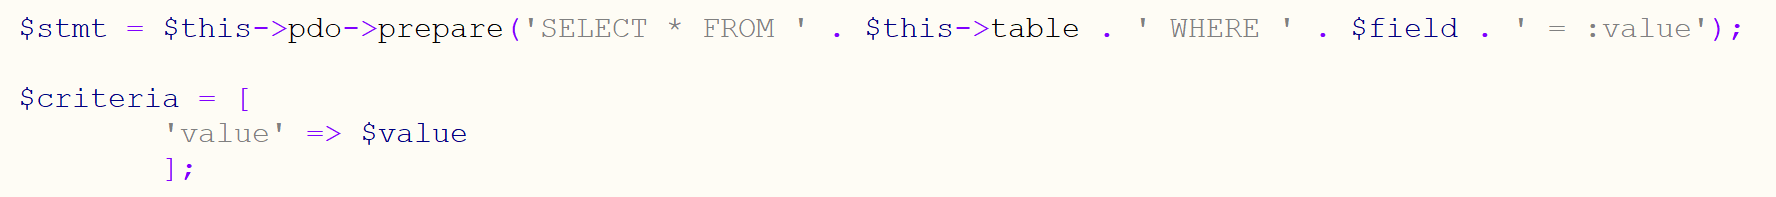 $stmt = $this->pdo->prepare('SELECT * FROM ' . $this->table . ' WHERE ' . $field . ' = :value');
$criteria = [
'value' => $value
];